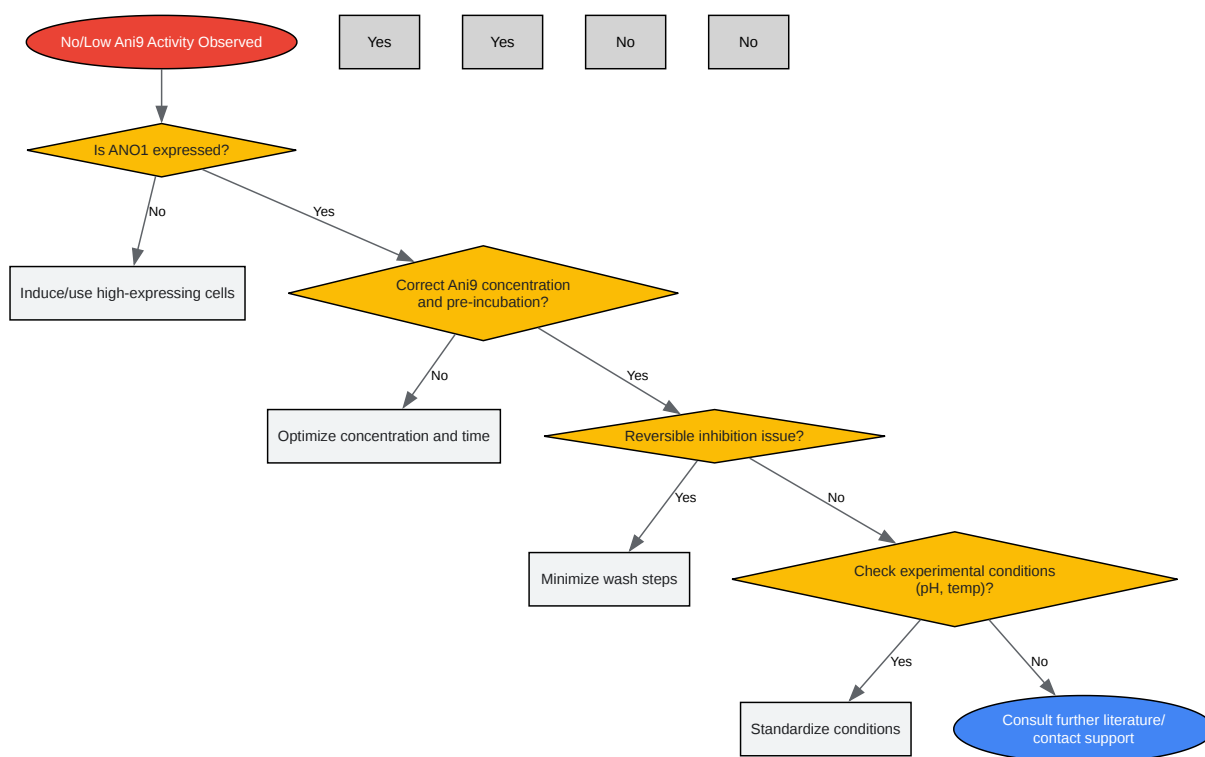 No/Low Ani9 Activity Observed
Yes
Yes
No
No
Is ANO1 expressed?
No
Yes
Induce/use high-expressing cells
Correct Ani9 concentration
and pre-incubation?
No
Yes
Optimize concentration and time
Reversible inhibition issue?
Yes
No
Minimize wash steps
Check experimental conditions
(pH, temp)?
Yes
No
Standardize conditions
Consult further literature/
contact support